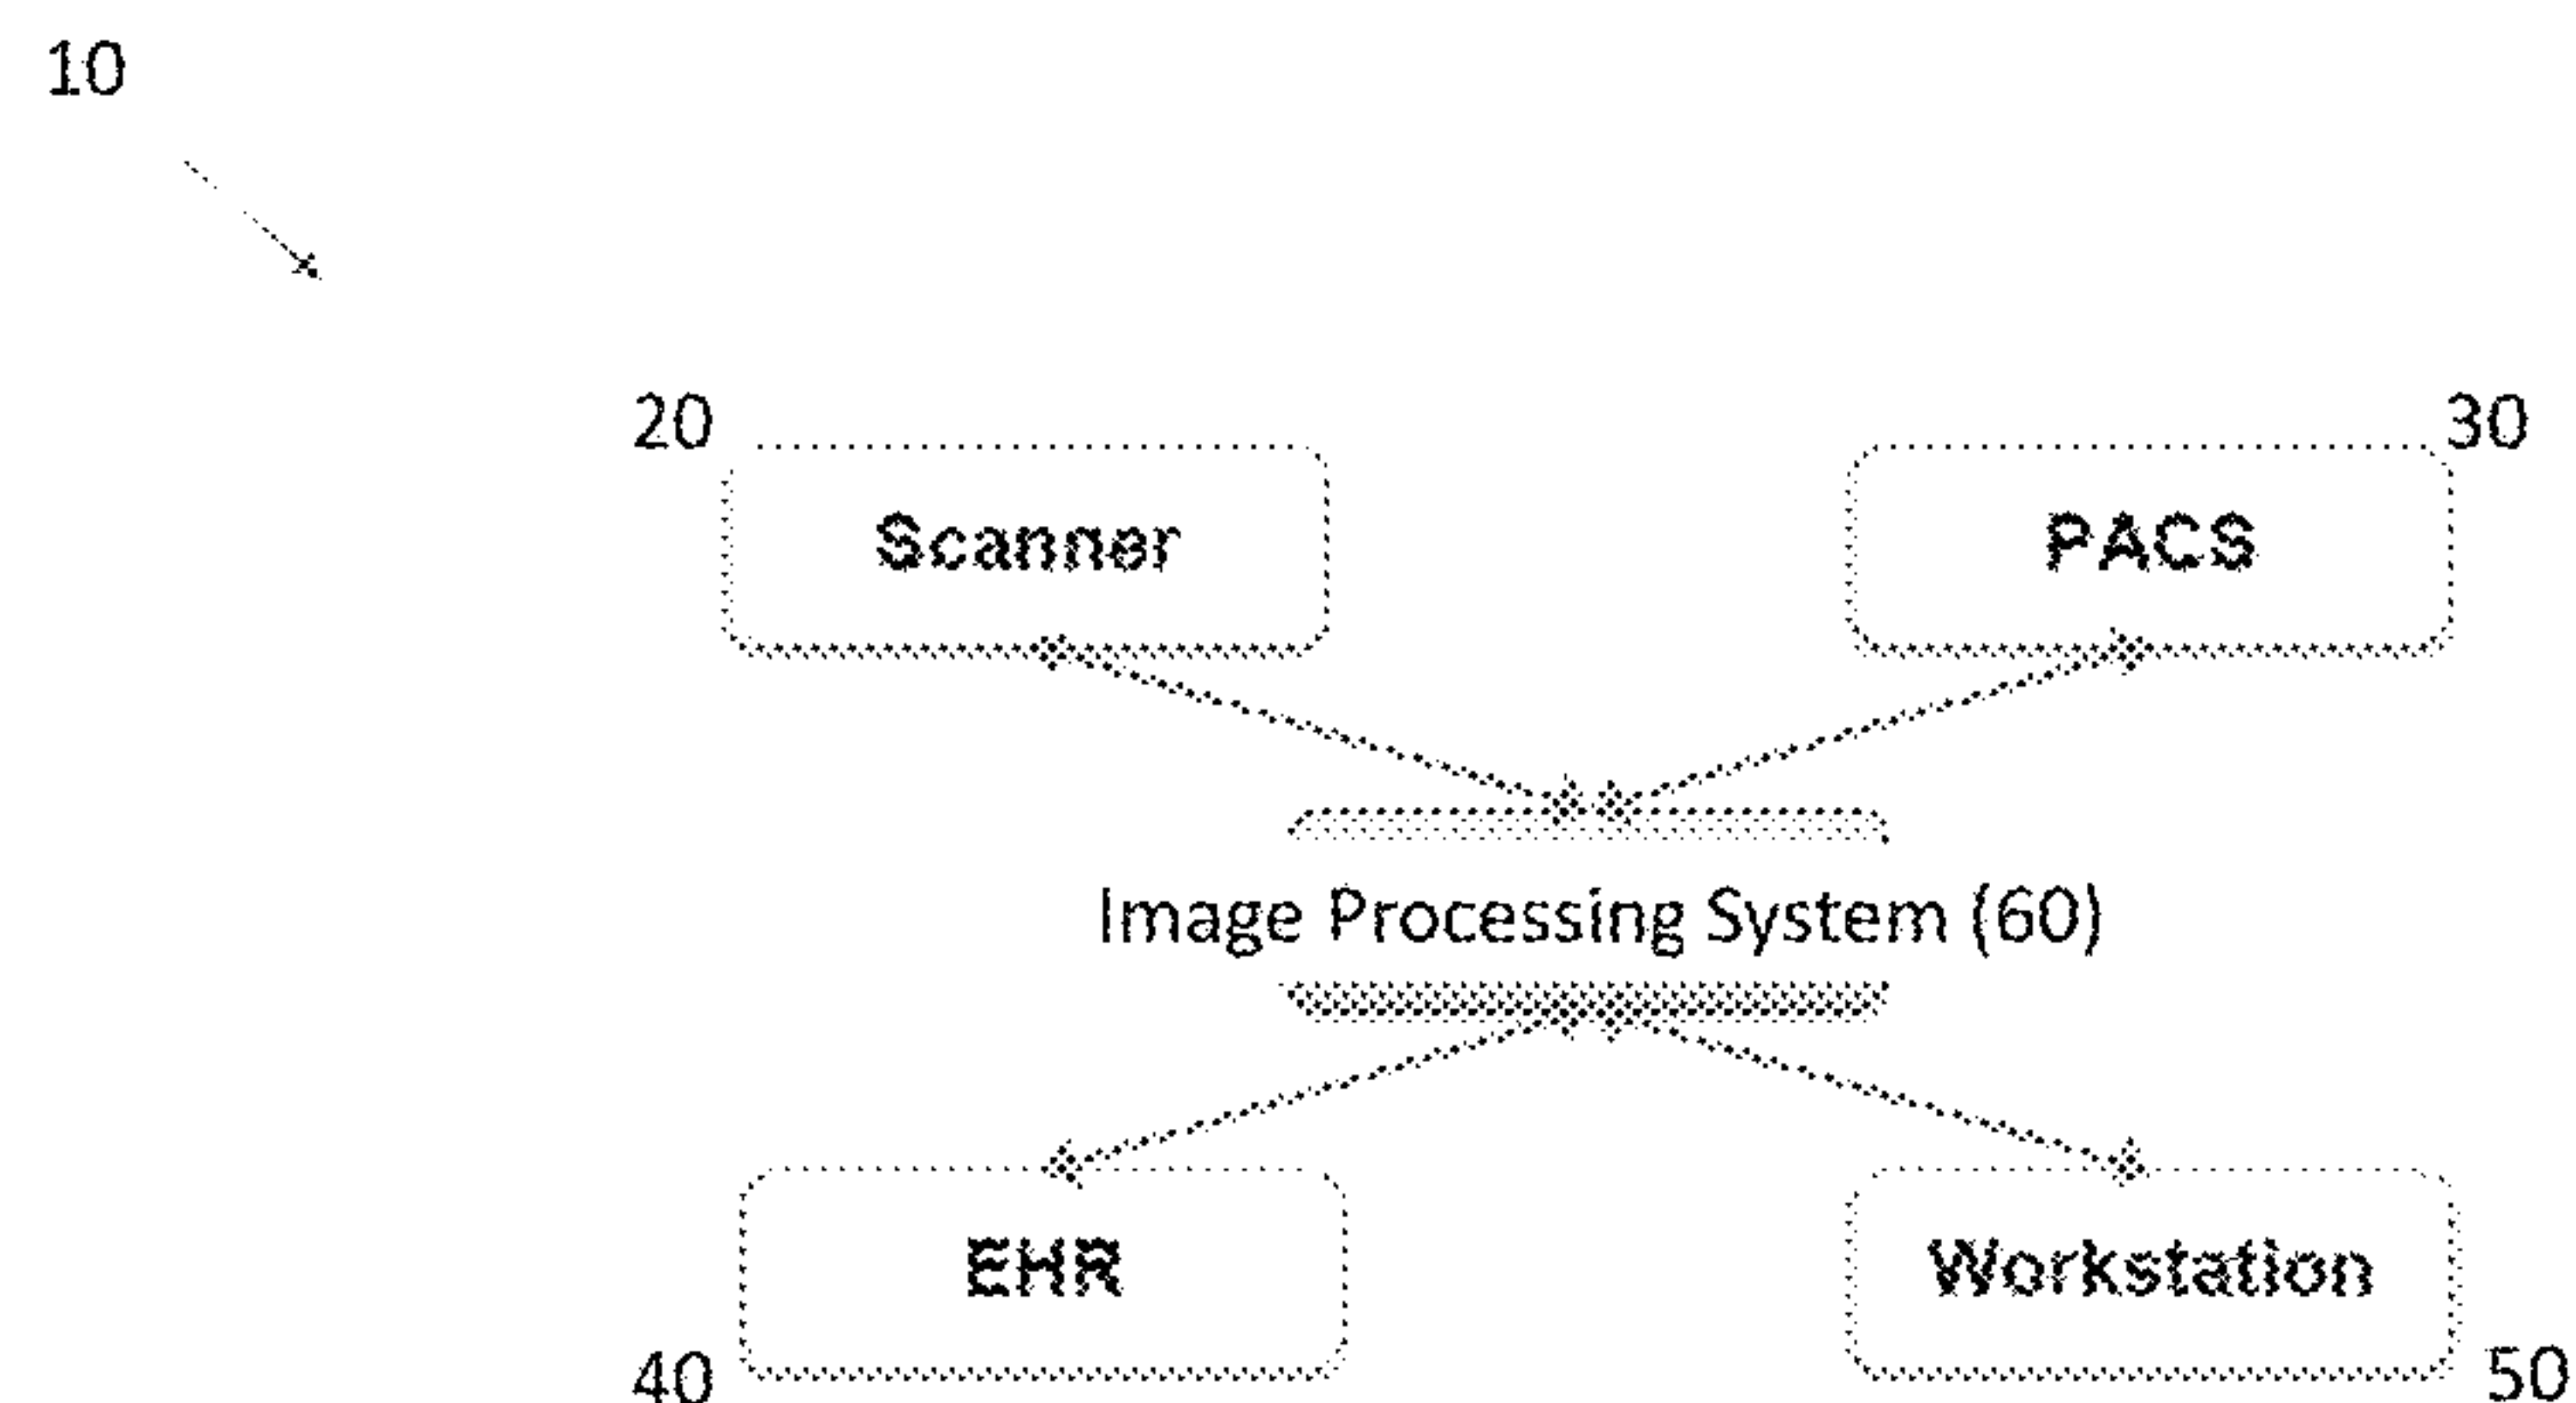 10
20
30
Scanner
PACS
Image Processing System (60)
EHR
Workstation
40
50